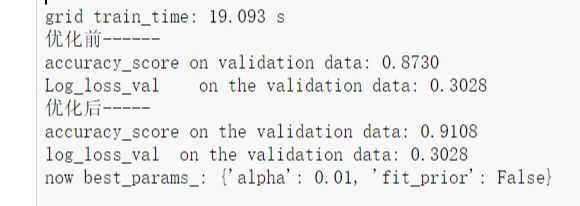 grid train_time: 19.093 s
优化前------
accuracy_score on validation data: 0.8730
Log_loss_val    on the validation data: 0.3028
优化后-----
accuracy_score on the validation data: 0.9108
log_loss_val  on the validation data: 0.3028
now best_params_: {'alpha': 0.01, 'fit_prior': False}